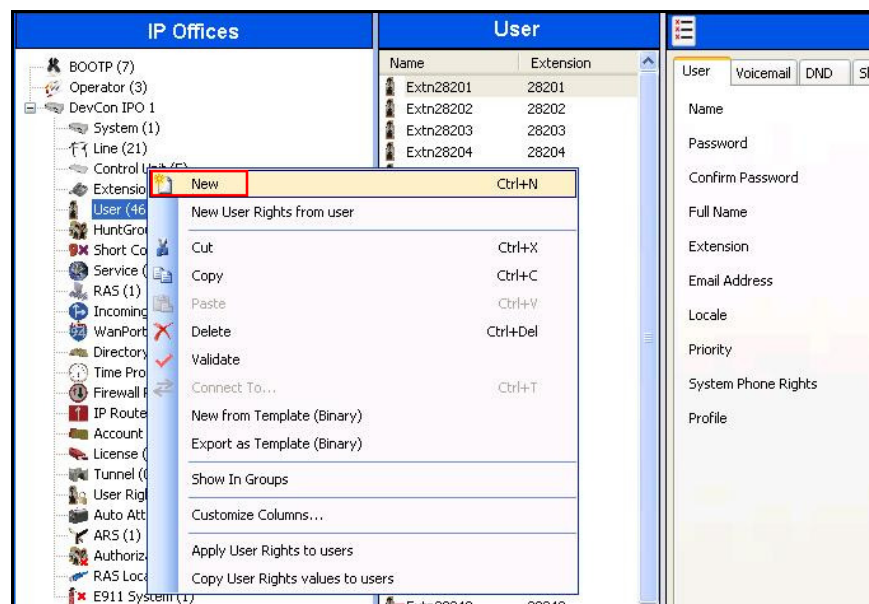 IP Offices
BOOTP (7)
Operator (3)
DevCon IPO 1
System (1)
Line (21)
Control Unit (5)
Extensio
User (46
HuntGrou
Short Co
Service (
RAS (1)
Incoming
WanPort
Directory
Time Pro
Firewall
IP Route
Account
License (
Tunnel (0
User Rig
Auto Att
ARS (1)
Authoriz
RAS Loca
E911 System (1)
New Ctrl+N
New User Rights from user
Cut Ctrl+X
Copy Ctrl+C
Paste Ctrl+V
Delete Ctrl+Del
Validate
Connect To... Ctrl+T
New from Template (Binary)
Export as Template (Binary)
Show In Groups
Customize Columns...
Apply User Rights to users
Copy User Rights values to users
User
Name Extension
Extn28201 28201
Extn28202 28202
Extn28203 28203
Extn28204 28204
User Voicemail DND
Name
Password
Confirm Password
Full Name
Extension
Email Address
Locale
Priority
System Phone Rights
Profile